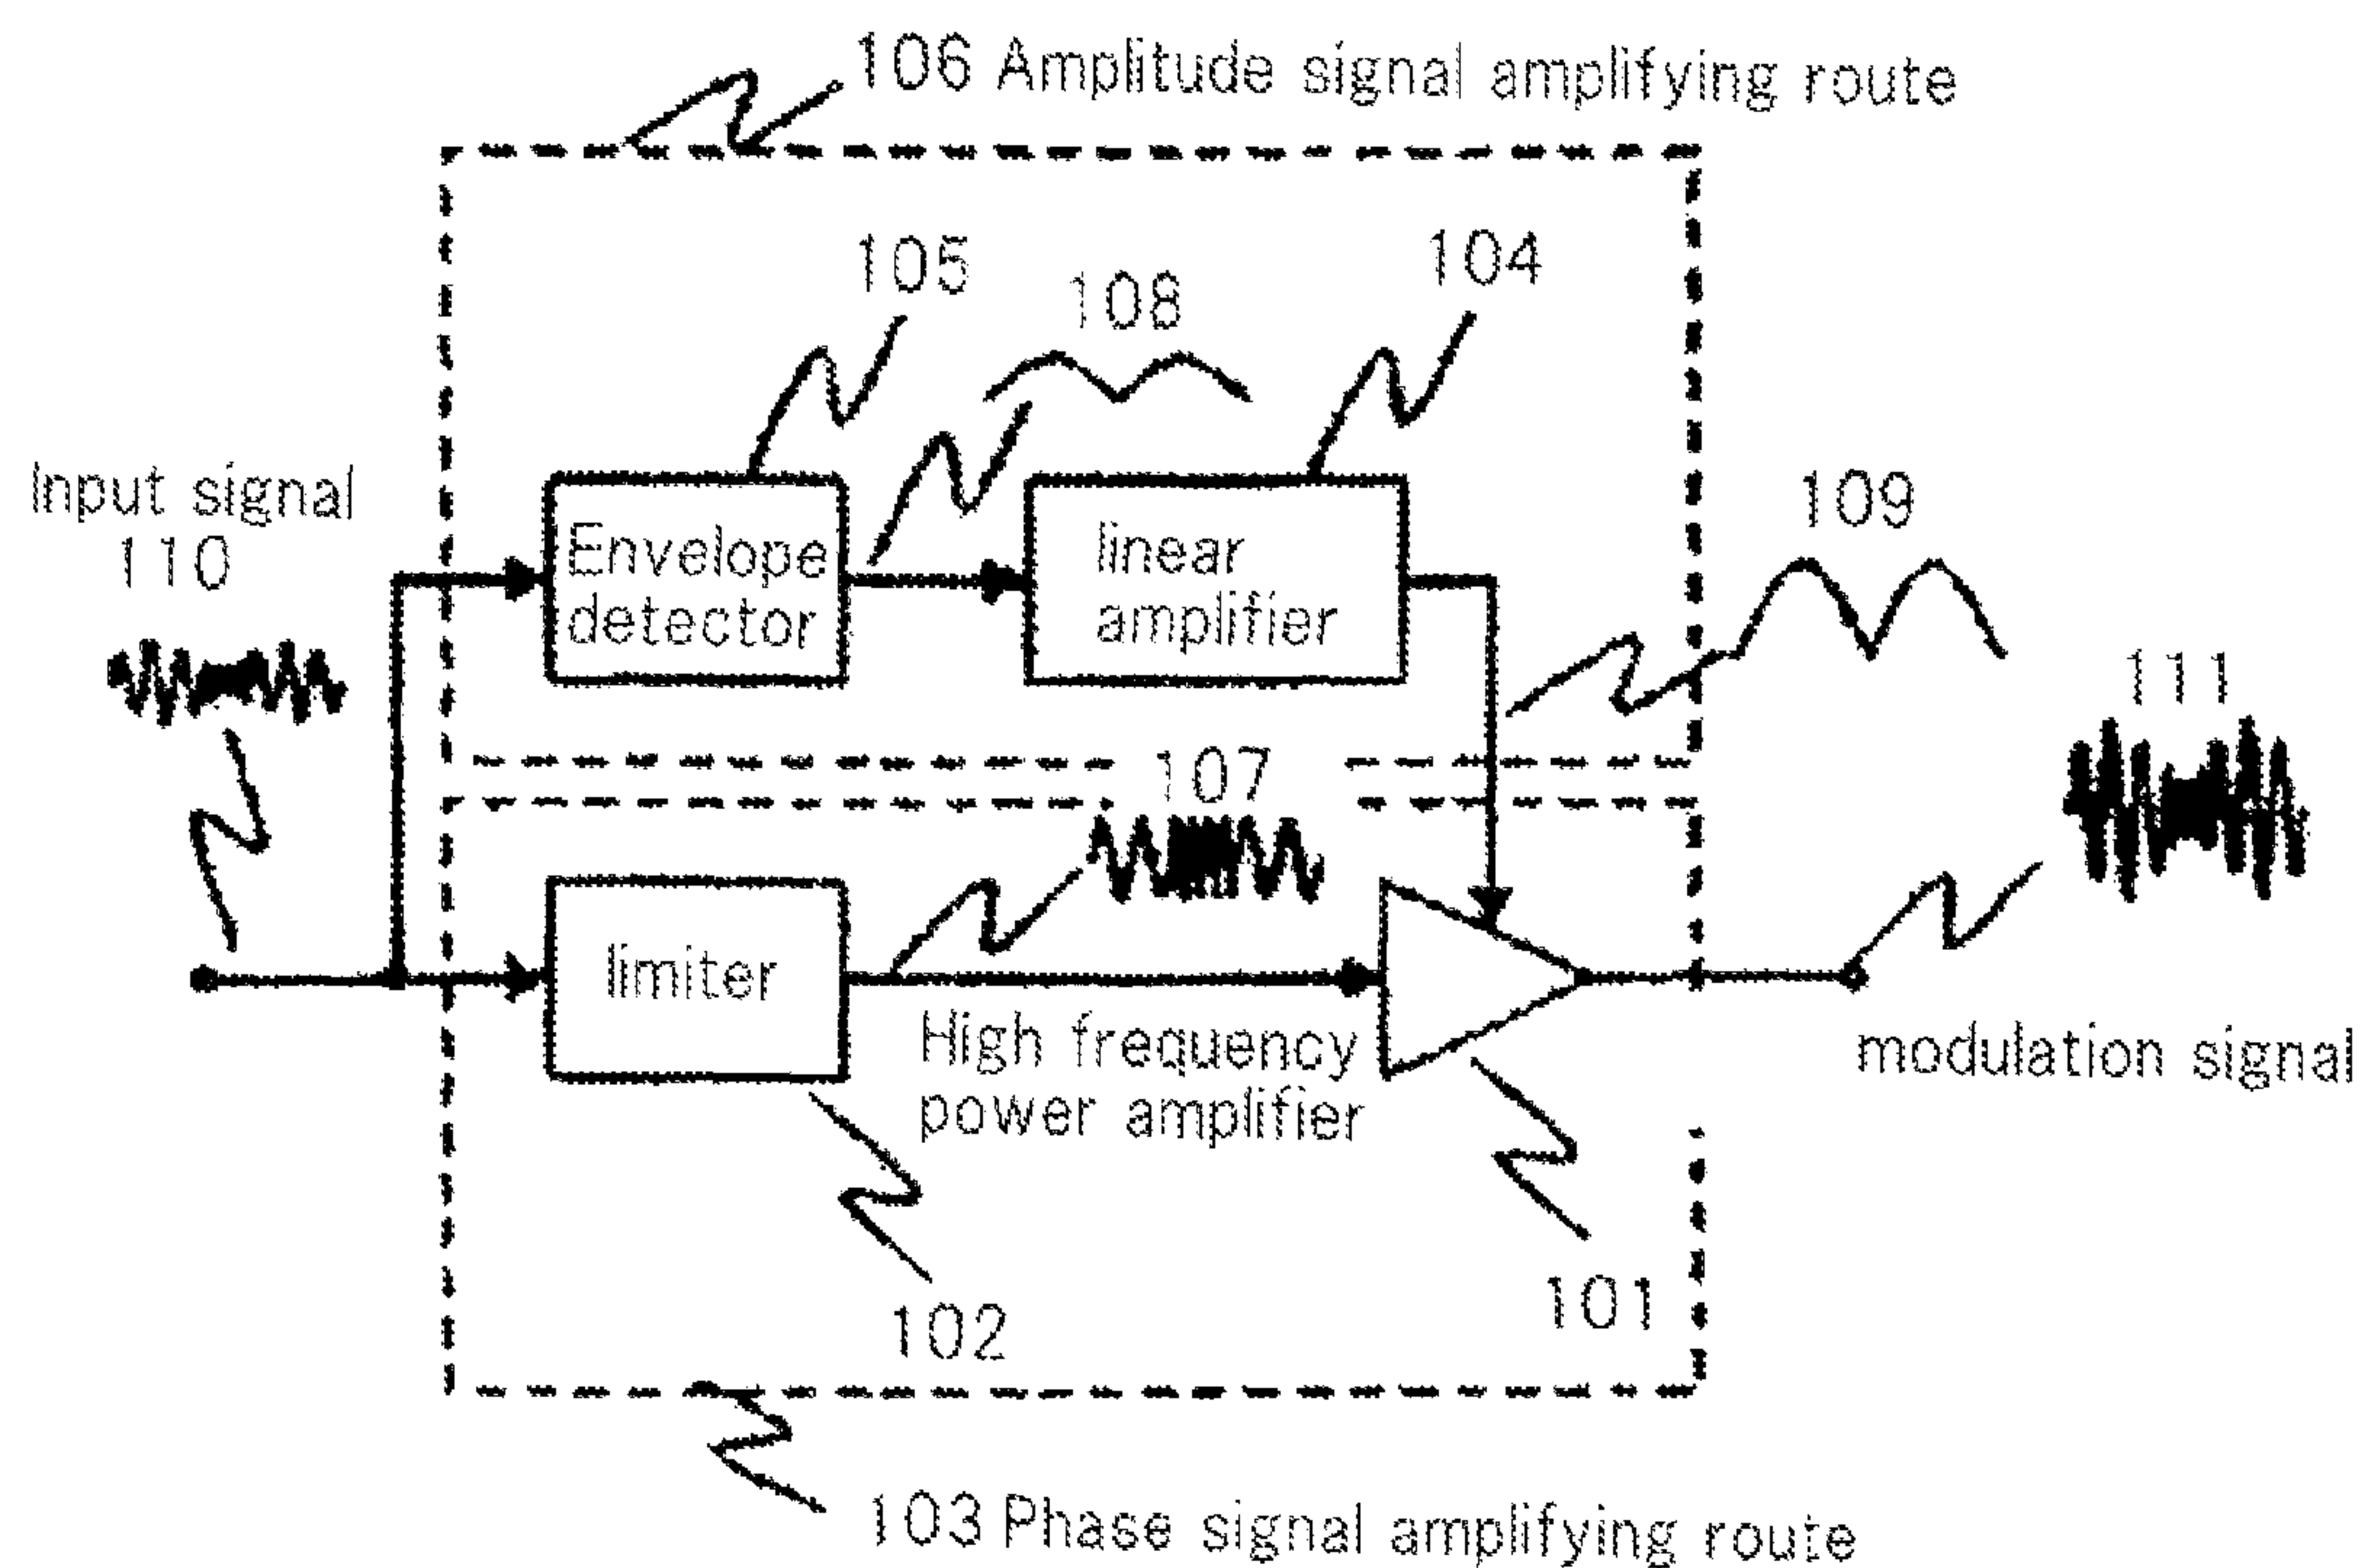 106 Amplitude signal amplifying route
105
108
104
Input signal
110
109
Envelope
detector
linear
amplifier
111
107
limiter
High frequency
power amplifier
modulation signal
102
101
103 Phase signal amplifying route